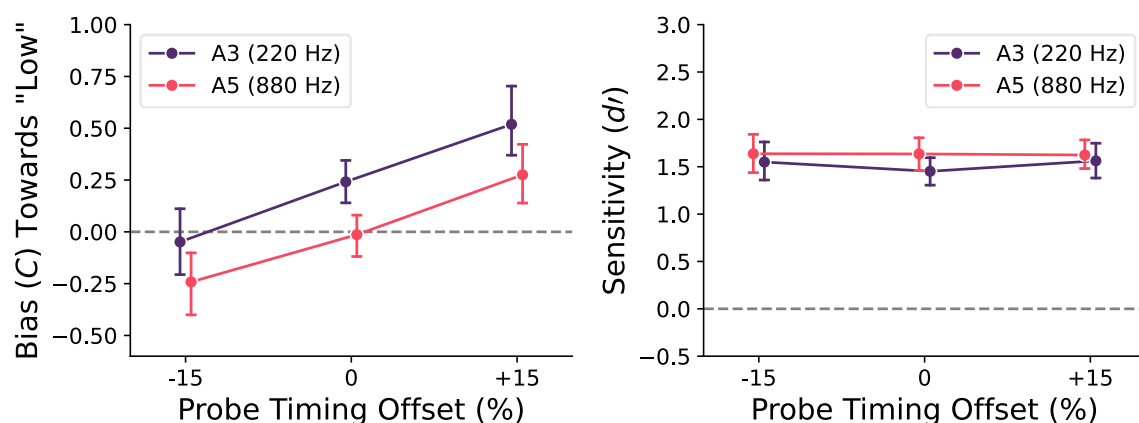 Bias (C) Towards "Low"
1.00
0.75
0.50
0.25
0.00
−0.25
−0.50
A3 (220 Hz)
A5 (880 Hz)
-15
0
+15
Probe Timing Offset (%)
Sensitivity (d′)
3.0
2.5
2.0
1.5
1.0
0.5
0.0
−0.5
A3 (220 Hz)
A5 (880 Hz)
-15
0
+15
Probe Timing Offset (%)